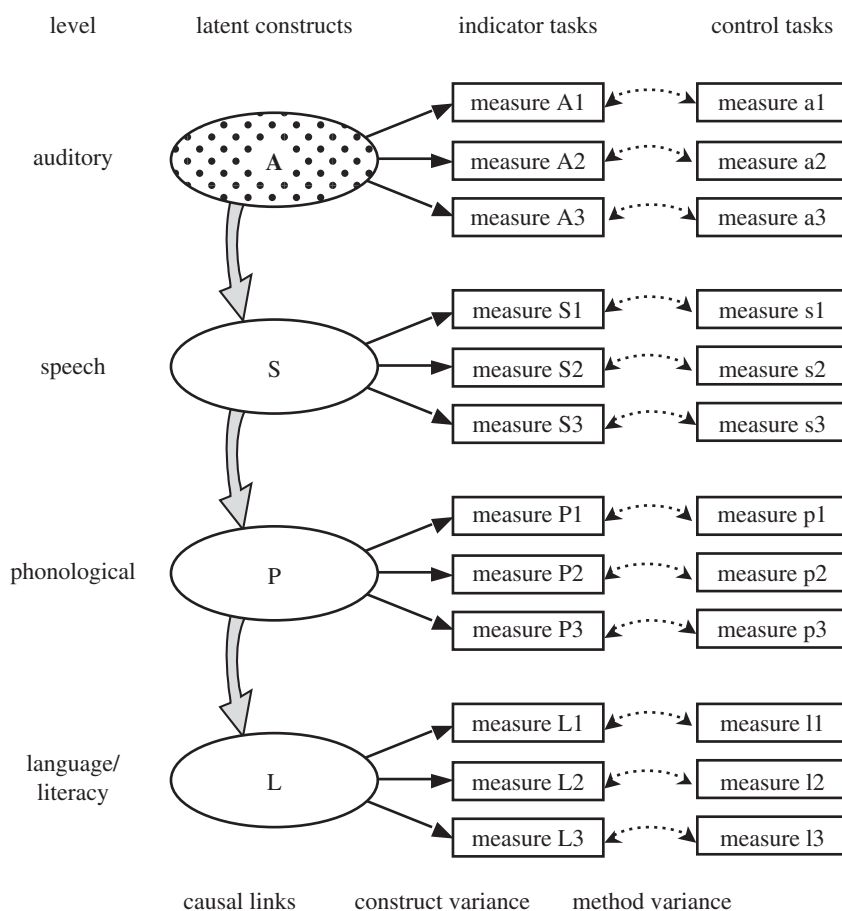 level latent constructs indicator tasks control tasks
measure A1 measure a1
auditory A measure A2 measure a2
measure A3 measure a3
measure S1 measure s1
speech S measure S2 measure s2
measure S3 measure s3
measure P1 measure p1
phonological P measure P2 measure p2
measure P3 measure p3
measure L1 measure l1
language/
literacy L measure L2 measure l2
measure L3 measure l3
causal links construct variance method variance